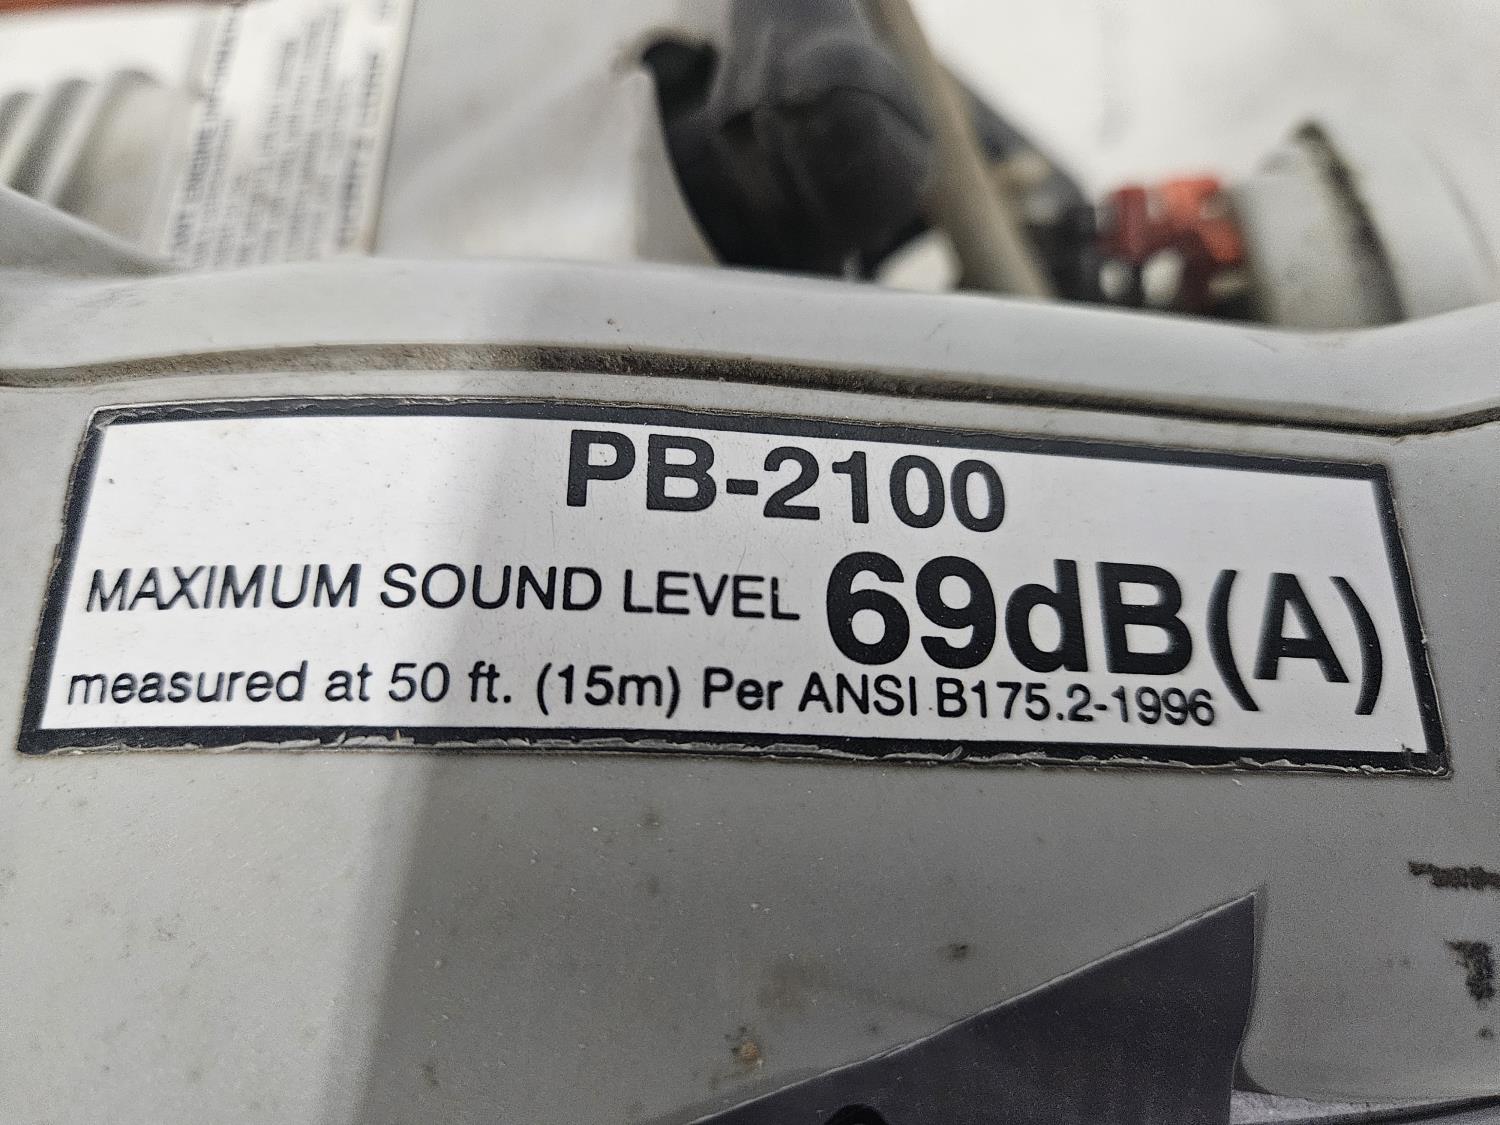 PB-2100
MAXIMUM SOUND LEVEL 69dB(A)
measured at 50 ft. (15m) Per ANSI B175.2-1996